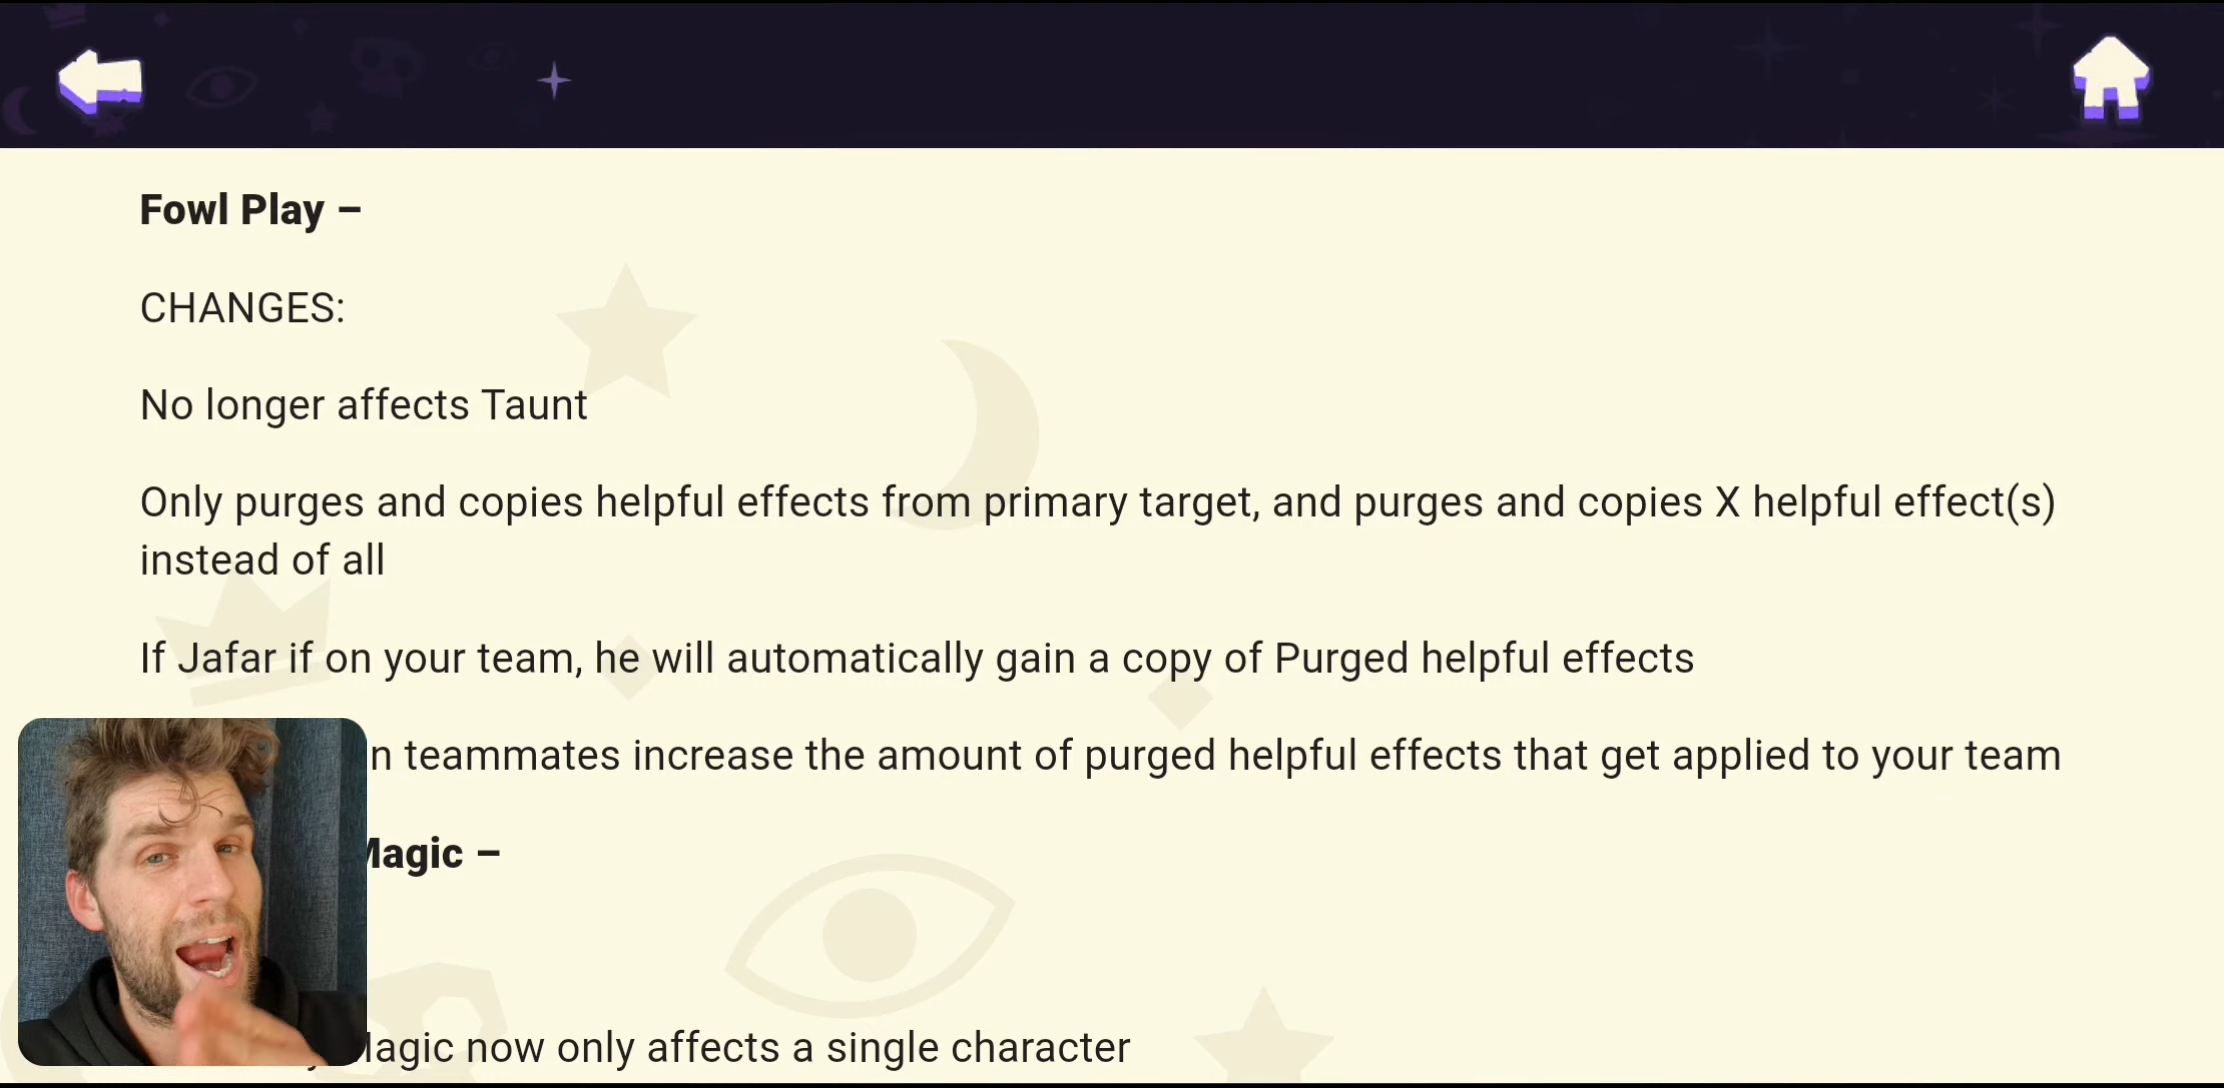 Fowl Play –
CHANGES:
No longer affects Taunt
Only purges and copies helpful effects from primary target, and purges and copies X helpful effect(s)
instead of all
If Jafar if on your team, he will automatically gain a copy of Purged helpful effects
teammates increase the amount of purged helpful effects that get applied to your team
Magic –
Magic now only affects a single character